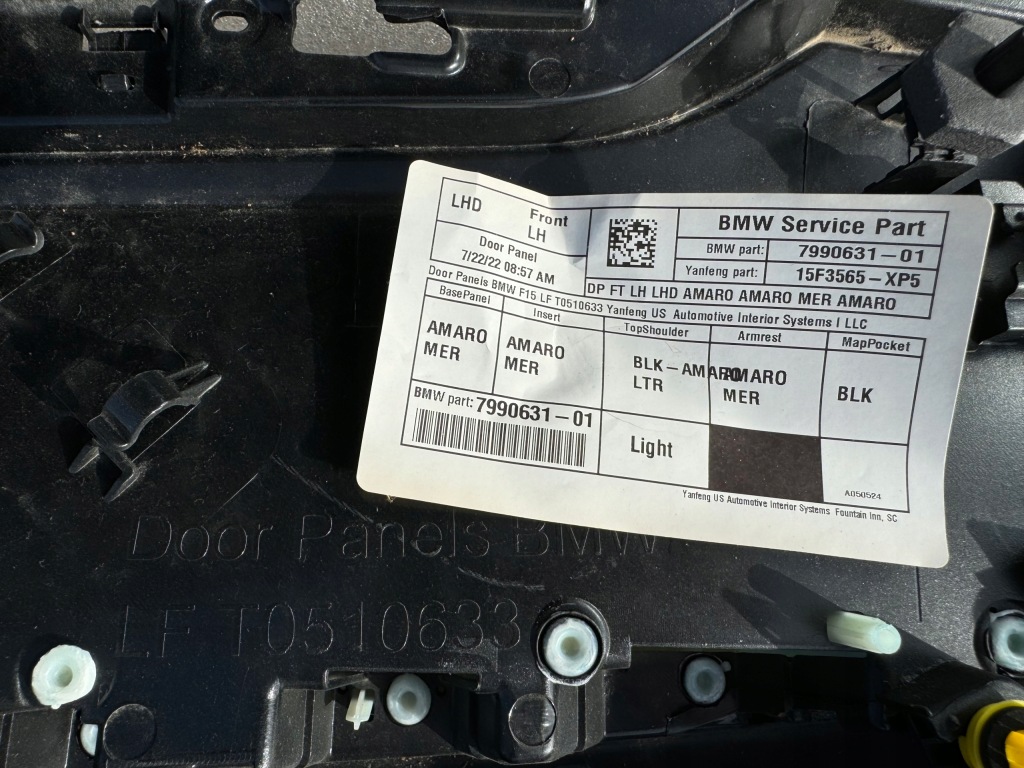 LHD Front
LH
Door Panel
7/22/22 08:57 AM
BMW Service Part
BMW part: 7990631-01
Yanfeng part: 15F3565-XP5
DP FT LH LHD AMARO AMARO MER AMARO
Door Panels BMW F15 LF T0510633 Yanfeng US Automotive Interior Systems I LLC
BasePanel Insert TopShoulder Armrest MapPocket
AMARO AMARO BLK-AMARO AMARO BLK
MER MER LTR MER
BMW part: 7990631-01
Light
A050524
Yanfeng US Automotive Interior Systems Fountain Inn, SC
Door Panels BMW
LF T0510633